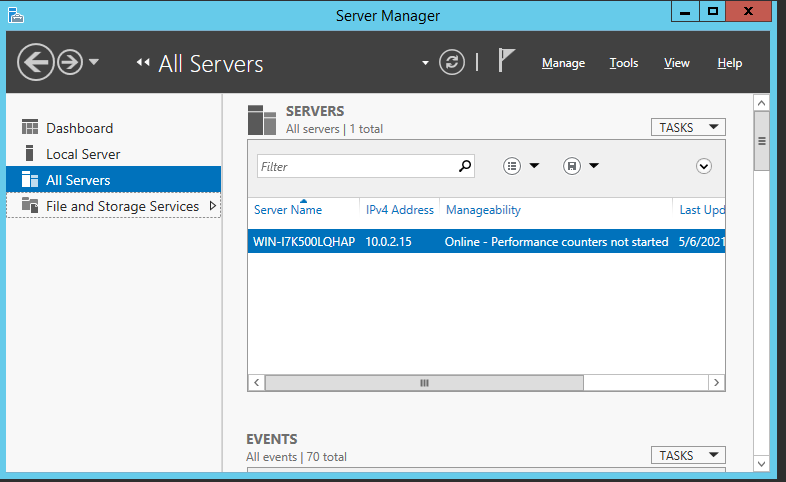 Server Manager
All Servers
Manage Tools View Help
Dashboard
Local Server
All Servers
File and Storage Services
SERVERS
All servers | 1 total
TASKS
Filter
Server Name IPv4 Address Manageability Last Upd
WIN-I7K500LQHAP 10.0.2.15 Online - Performance counters not started 5/6/2021
EVENTS
All events | 70 total
TASKS